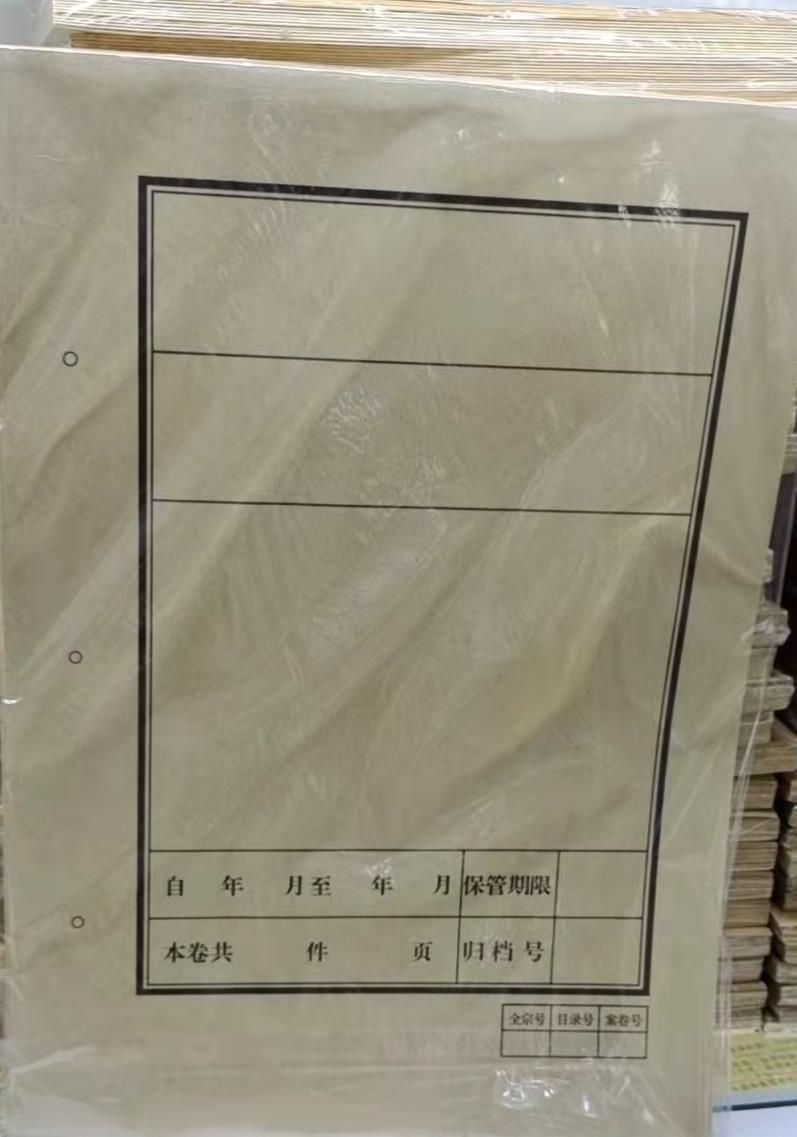 自 年 月至 年 月 保管期限
本卷共 件 页 归档号
全宗号 目录号 案卷号